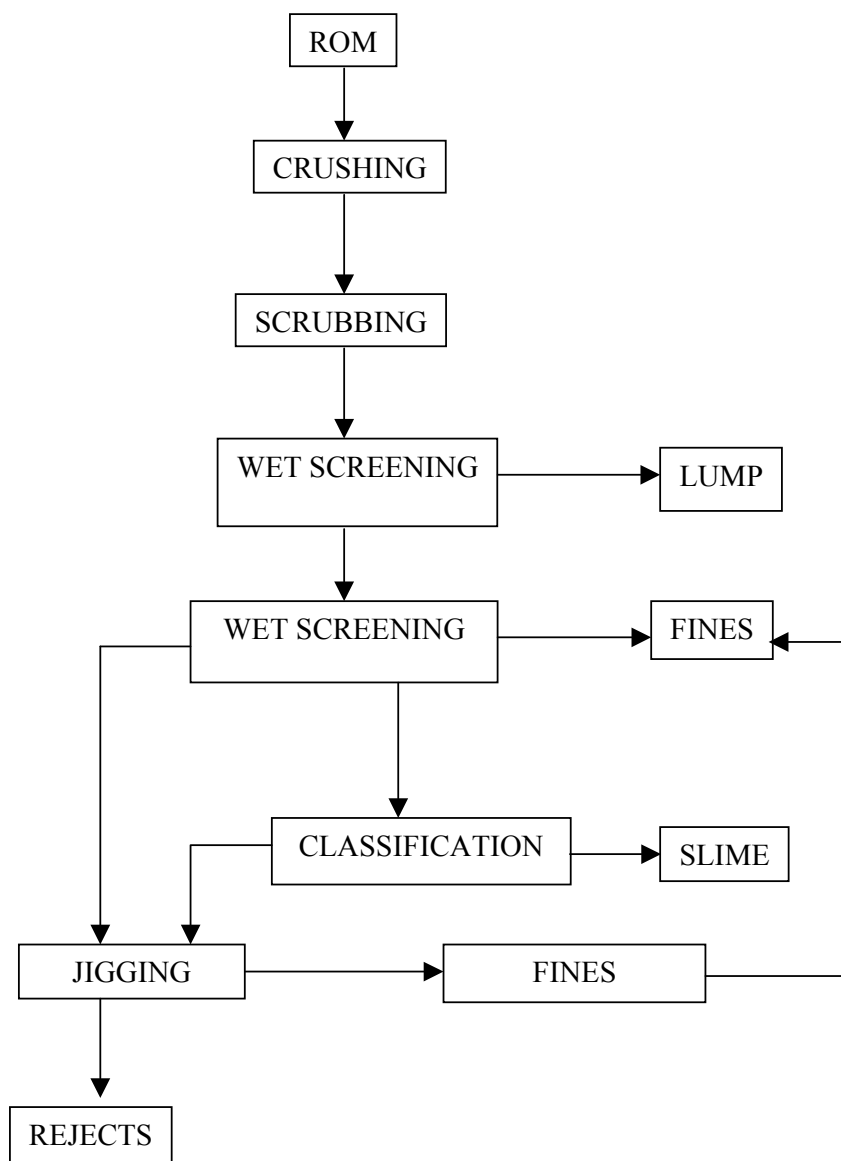 ROM
CRUSHING
SCRUBBING
WET SCREENING
LUMP
WET SCREENING
FINES
CLASSIFICATION
SLIME
JIGGING
FINES
REJECTS